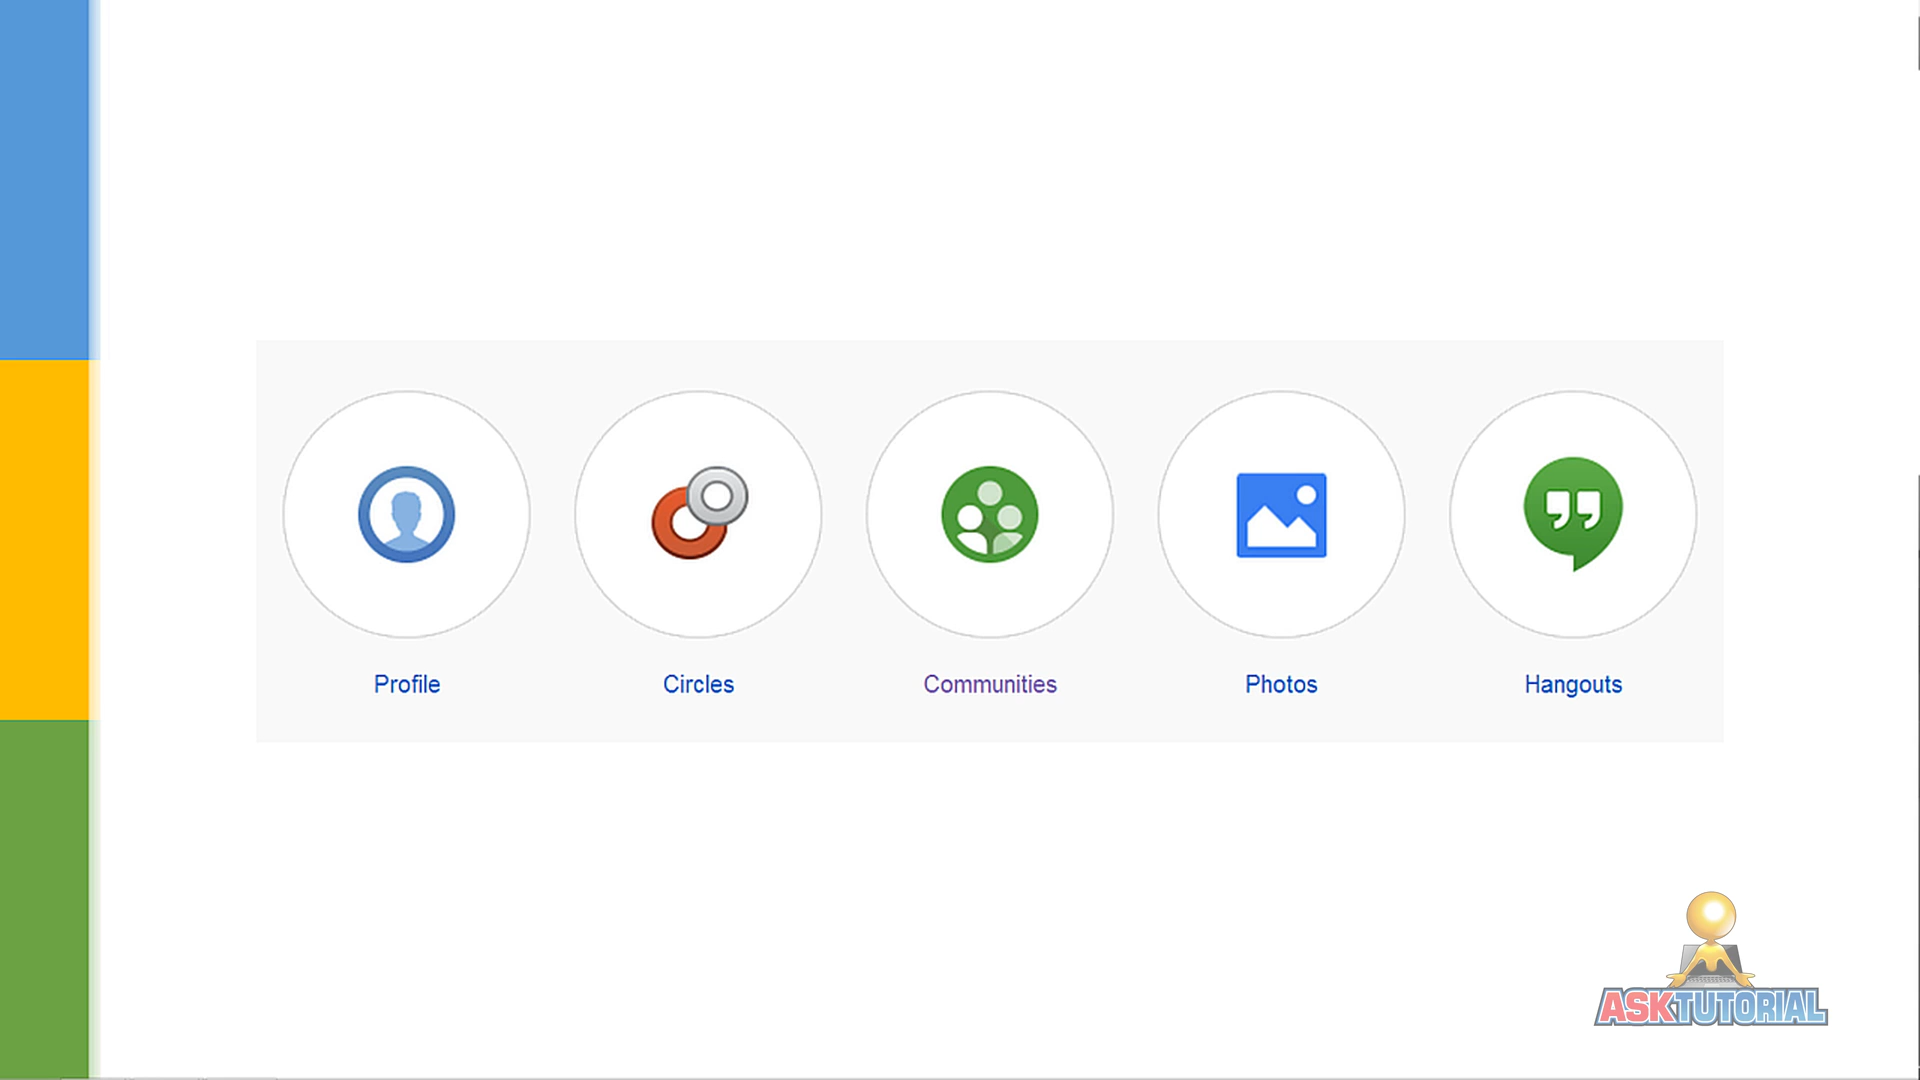 Profile
Circles
Communities
Photos
Hangouts
ASKTUTORIAL